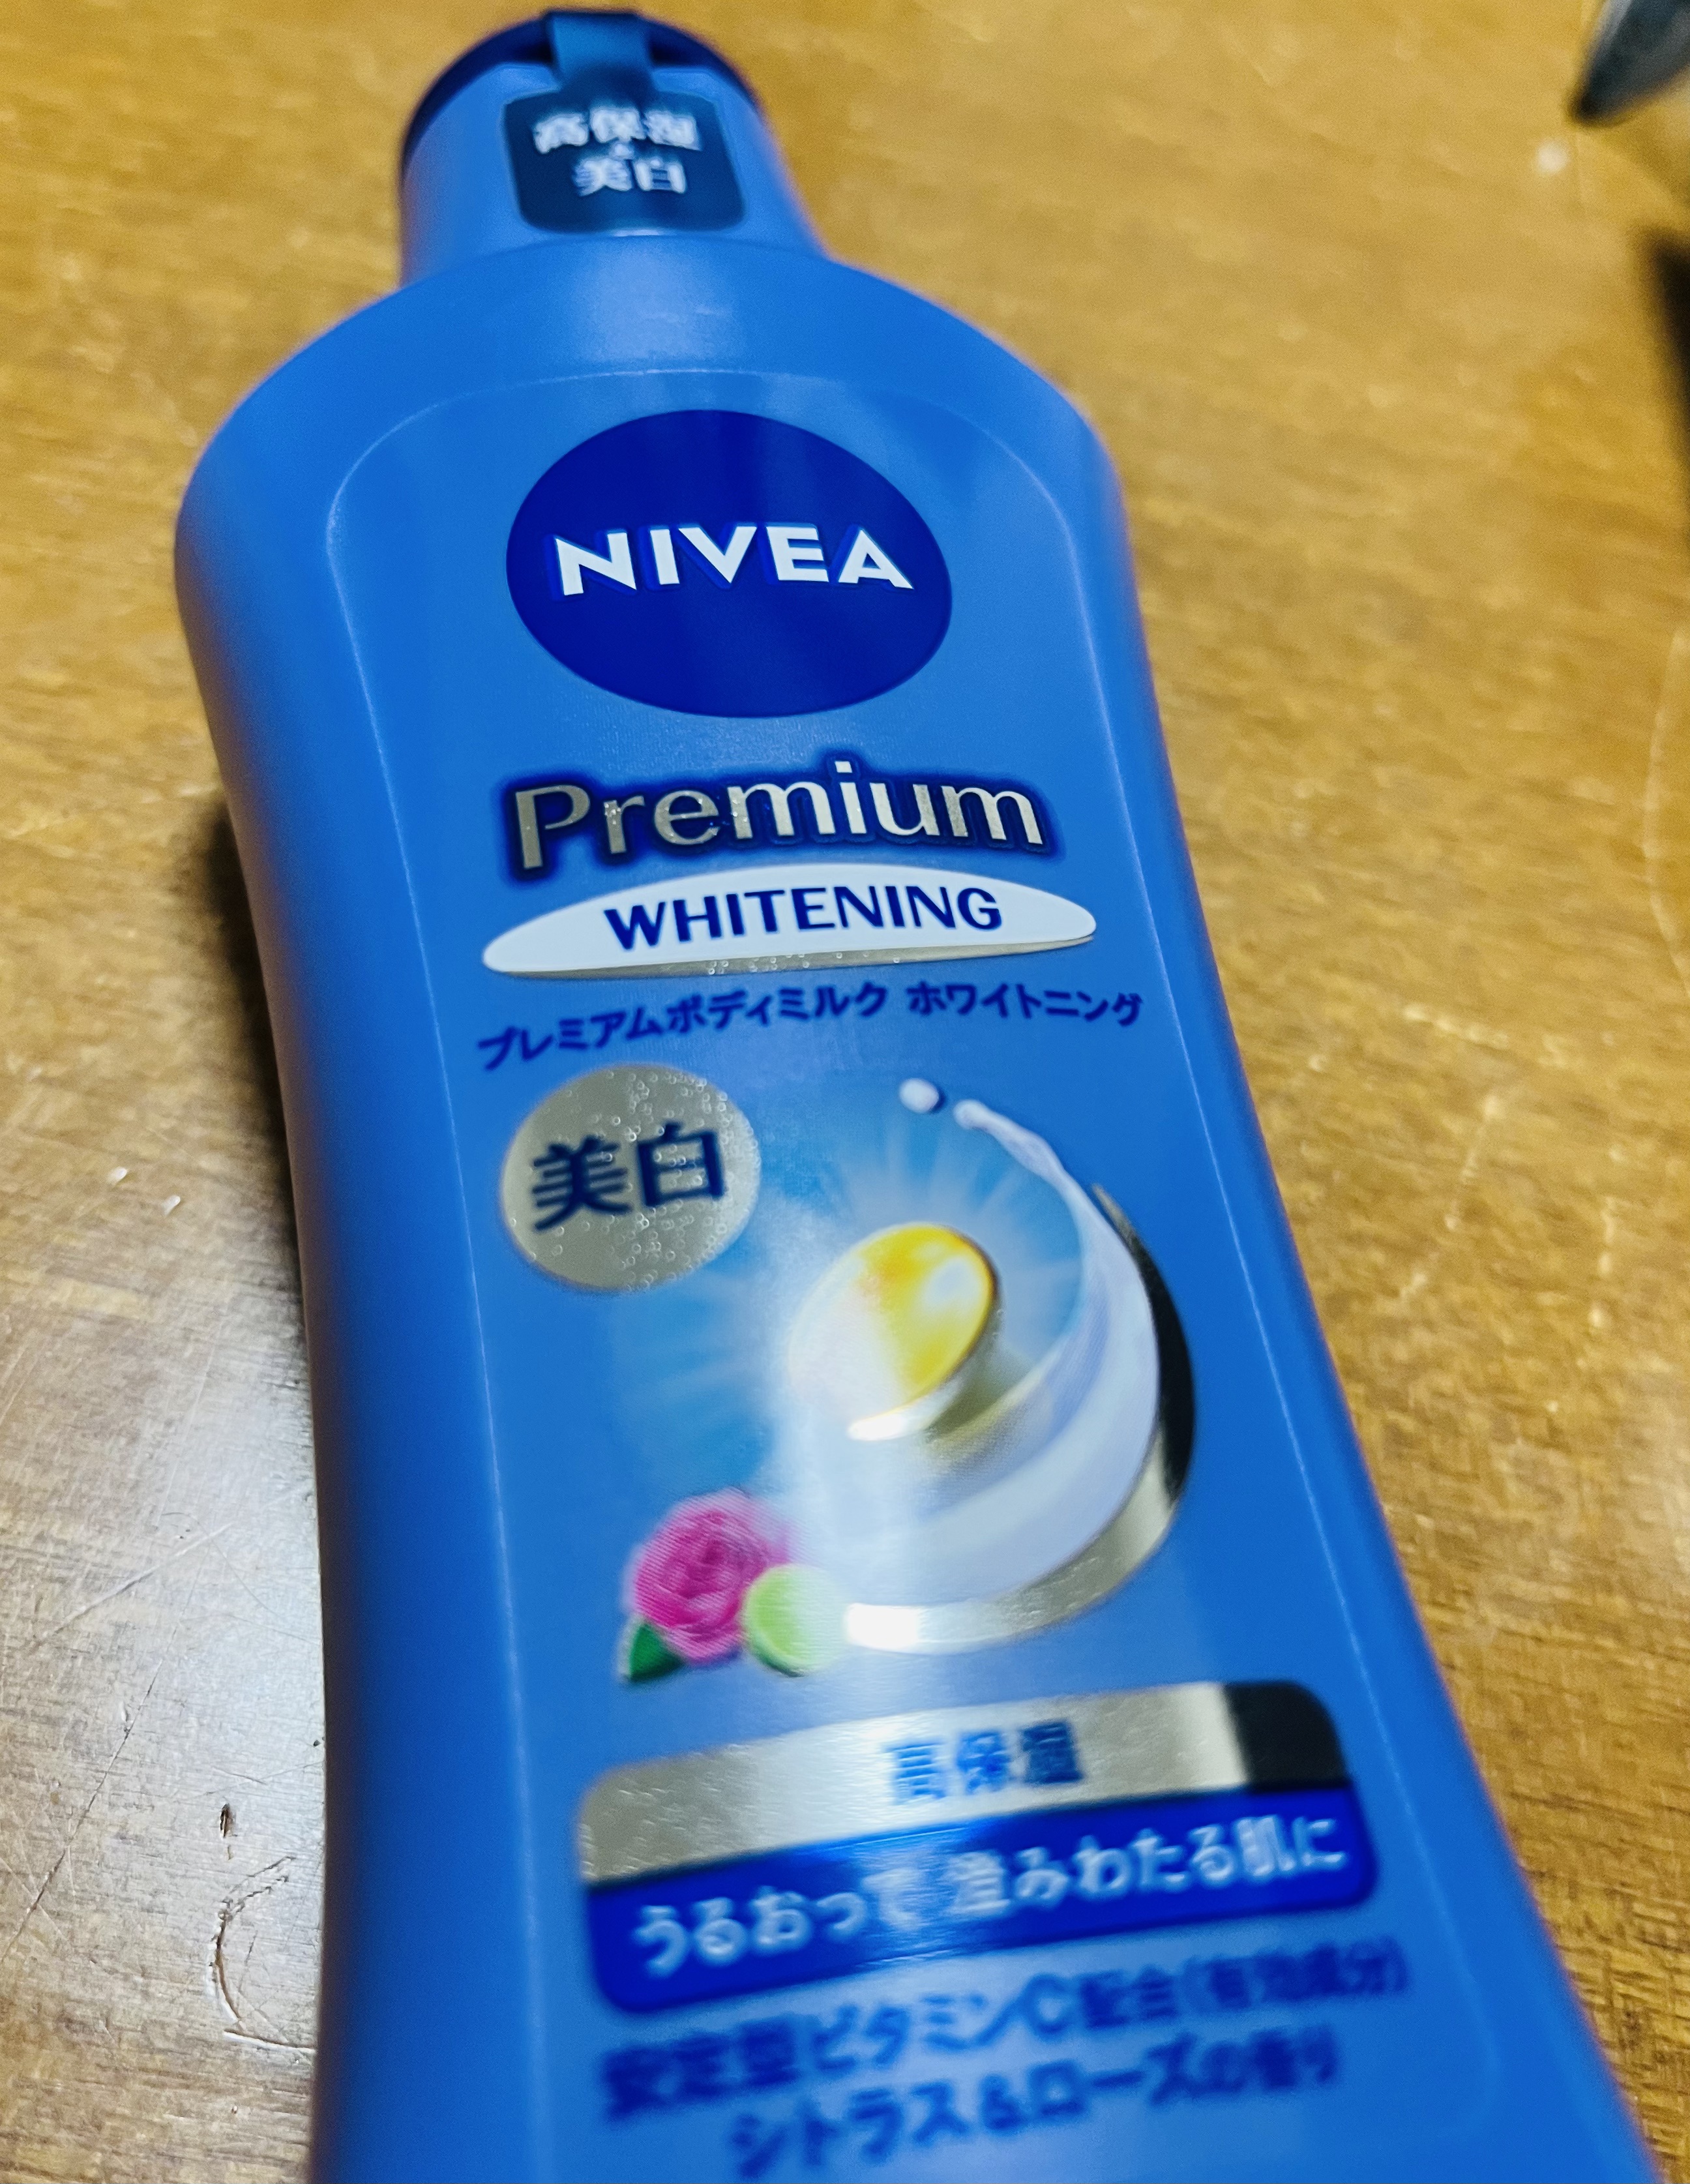 高保湿
&
美白
NIVEA
Premium
WHITENING
プレミアムボディミルク ホワイトニング
美白
高保湿
うるおって 澄みわたる肌に
安定型ビタミンC配合(有効成分)
シトラス&ローズの香り